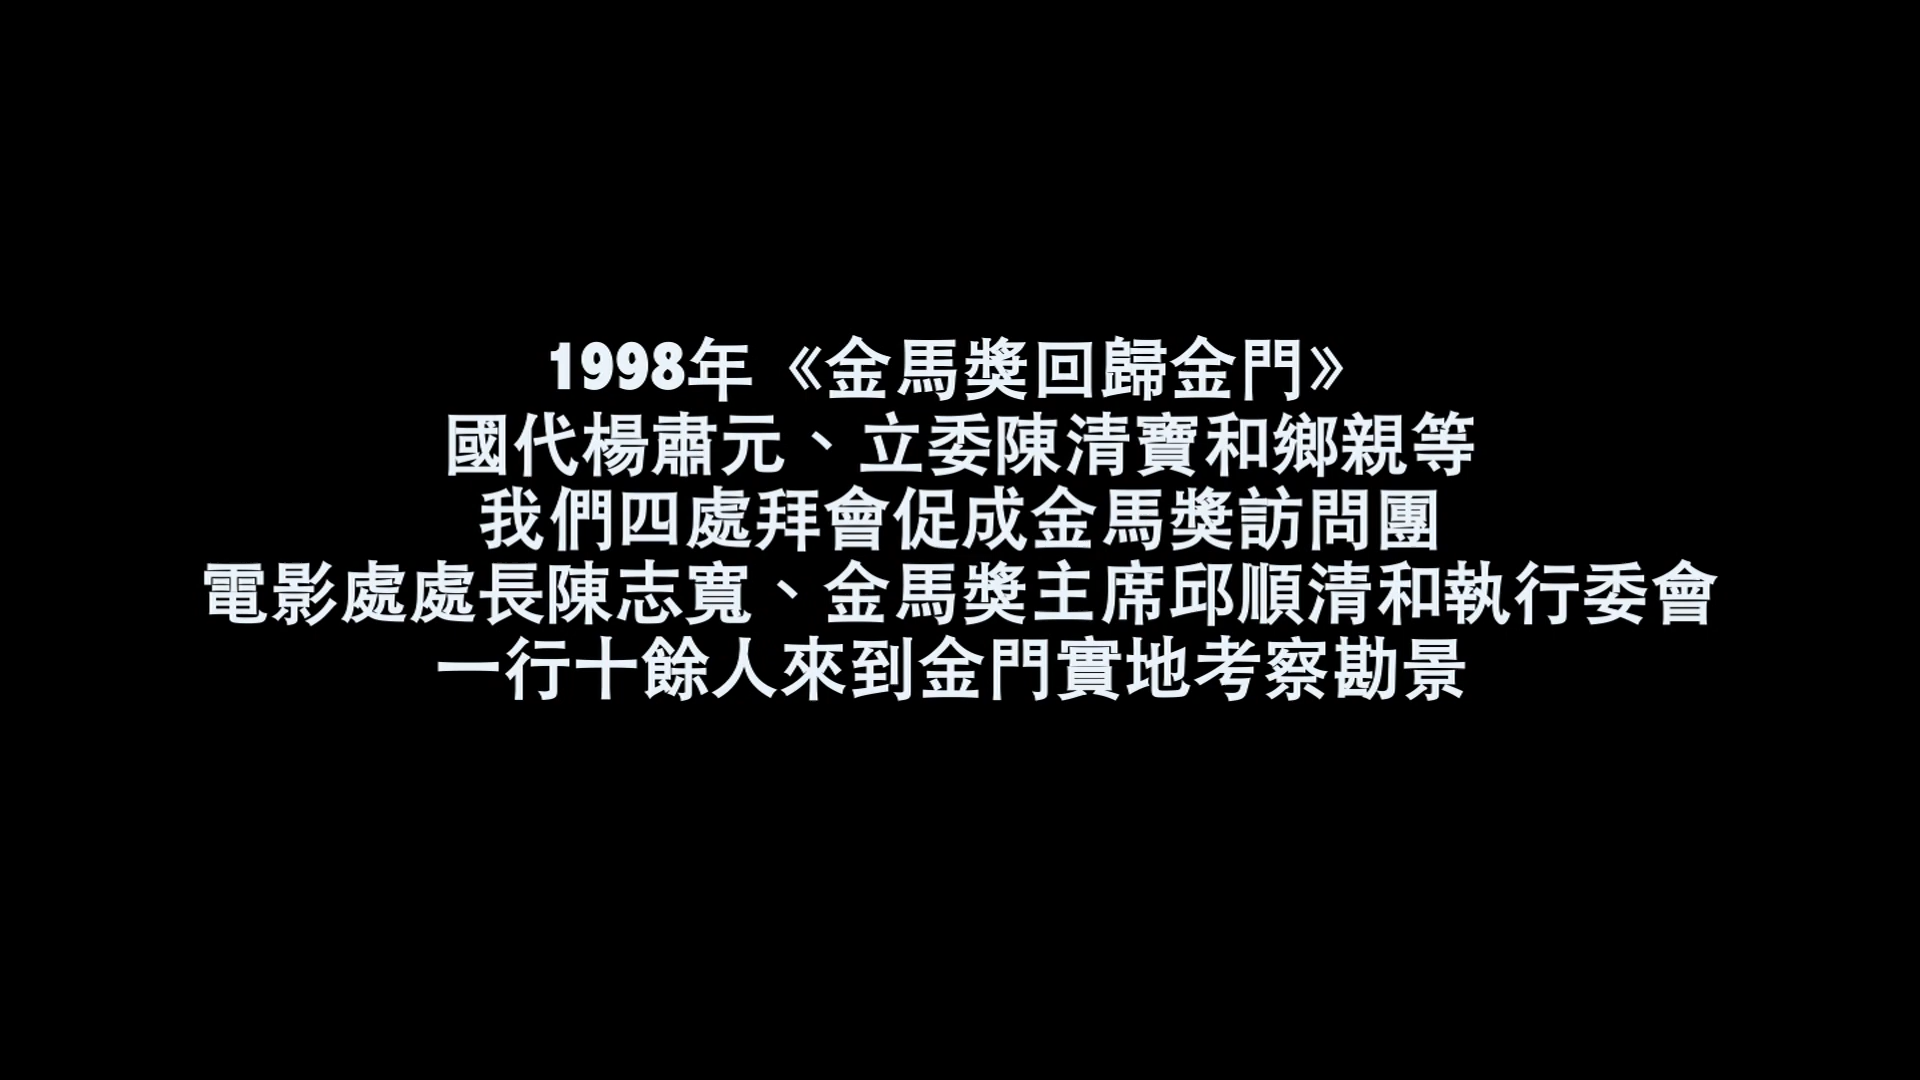 1998年《金馬獎回歸金門》
國代楊肅元、立委陳清寶和鄉親等
我們四處拜會促成金馬獎訪問團
電影處處長陳志寬、金馬獎主席邱順清和執行委會
一行十餘人來到金門實地考察勘景